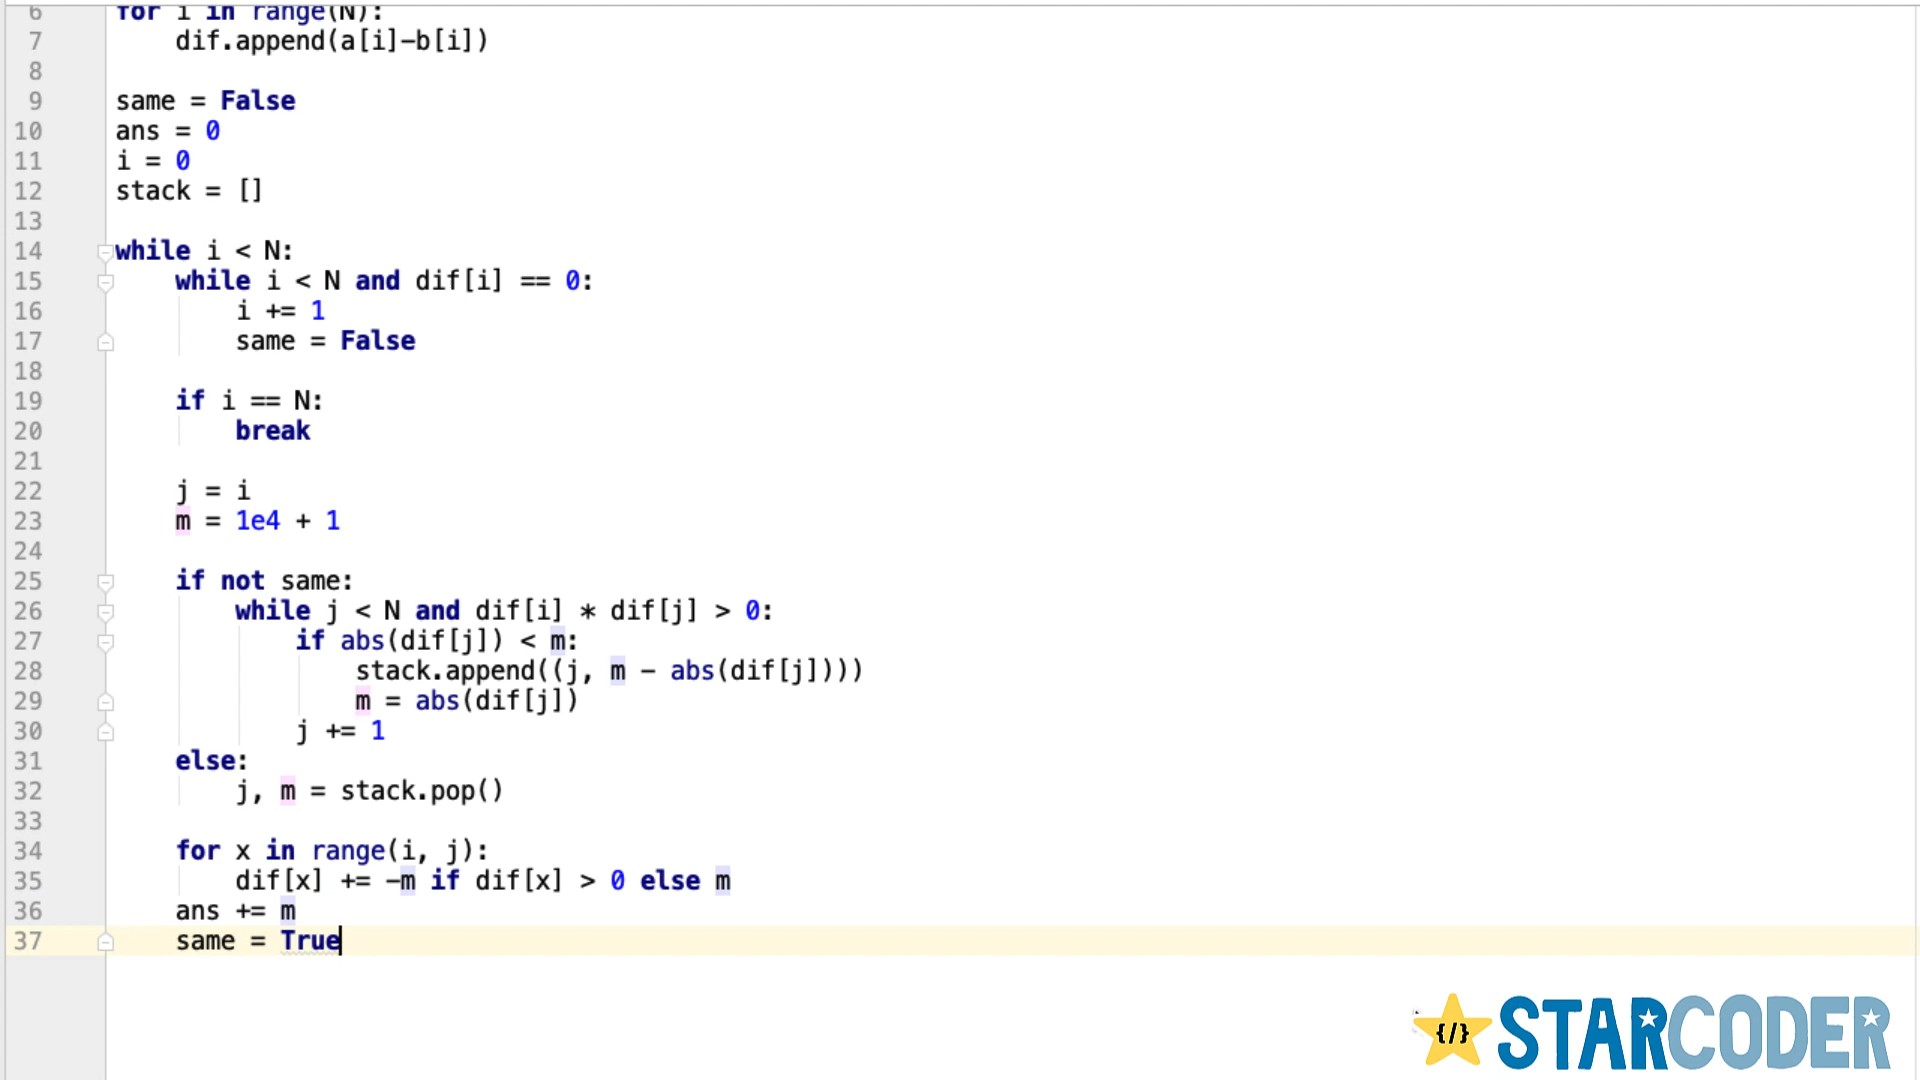 6 for i in range(N):
7     dif.append(a[i]-b[i])
8
9 same = False
10 ans = 0
11 i = 0
12 stack = []
13
14 while i < N:
15     while i < N and dif[i] == 0:
16         i += 1
17         same = False
18
19     if i == N:
20         break
21
22     j = i
23     m = 1e4 + 1
24
25     if not same:
26         while j < N and dif[i] * dif[j] > 0:
27             if abs(dif[j]) < m:
28                 stack.append((j, m - abs(dif[j])))
29                 m = abs(dif[j])
30             j += 1
31     else:
32         j, m = stack.pop()
33
34     for x in range(i, j):
35         dif[x] += -m if dif[x] > 0 else m
36     ans += m
37     same = True
{/} STARCODER